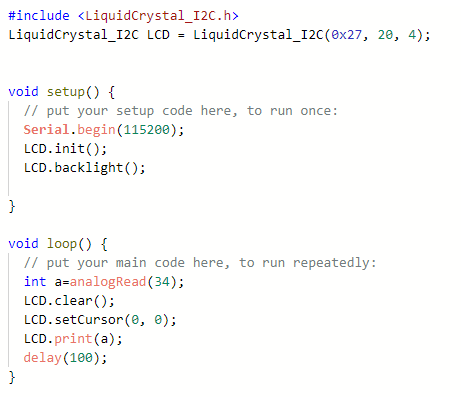 #include <LiquidCrystal_I2C.h>
LiquidCrystal_I2C LCD = LiquidCrystal_I2C(0x27, 20, 4);
void setup() {
// put your setup code here, to run once:
Serial.begin(115200);
LCD.init();
LCD.backlight();
}
void loop() {
// put your main code here, to run repeatedly:
int a=analogRead(34);
LCD.clear();
LCD.setCursor(0, 0);
LCD.print(a);
delay(100);
}